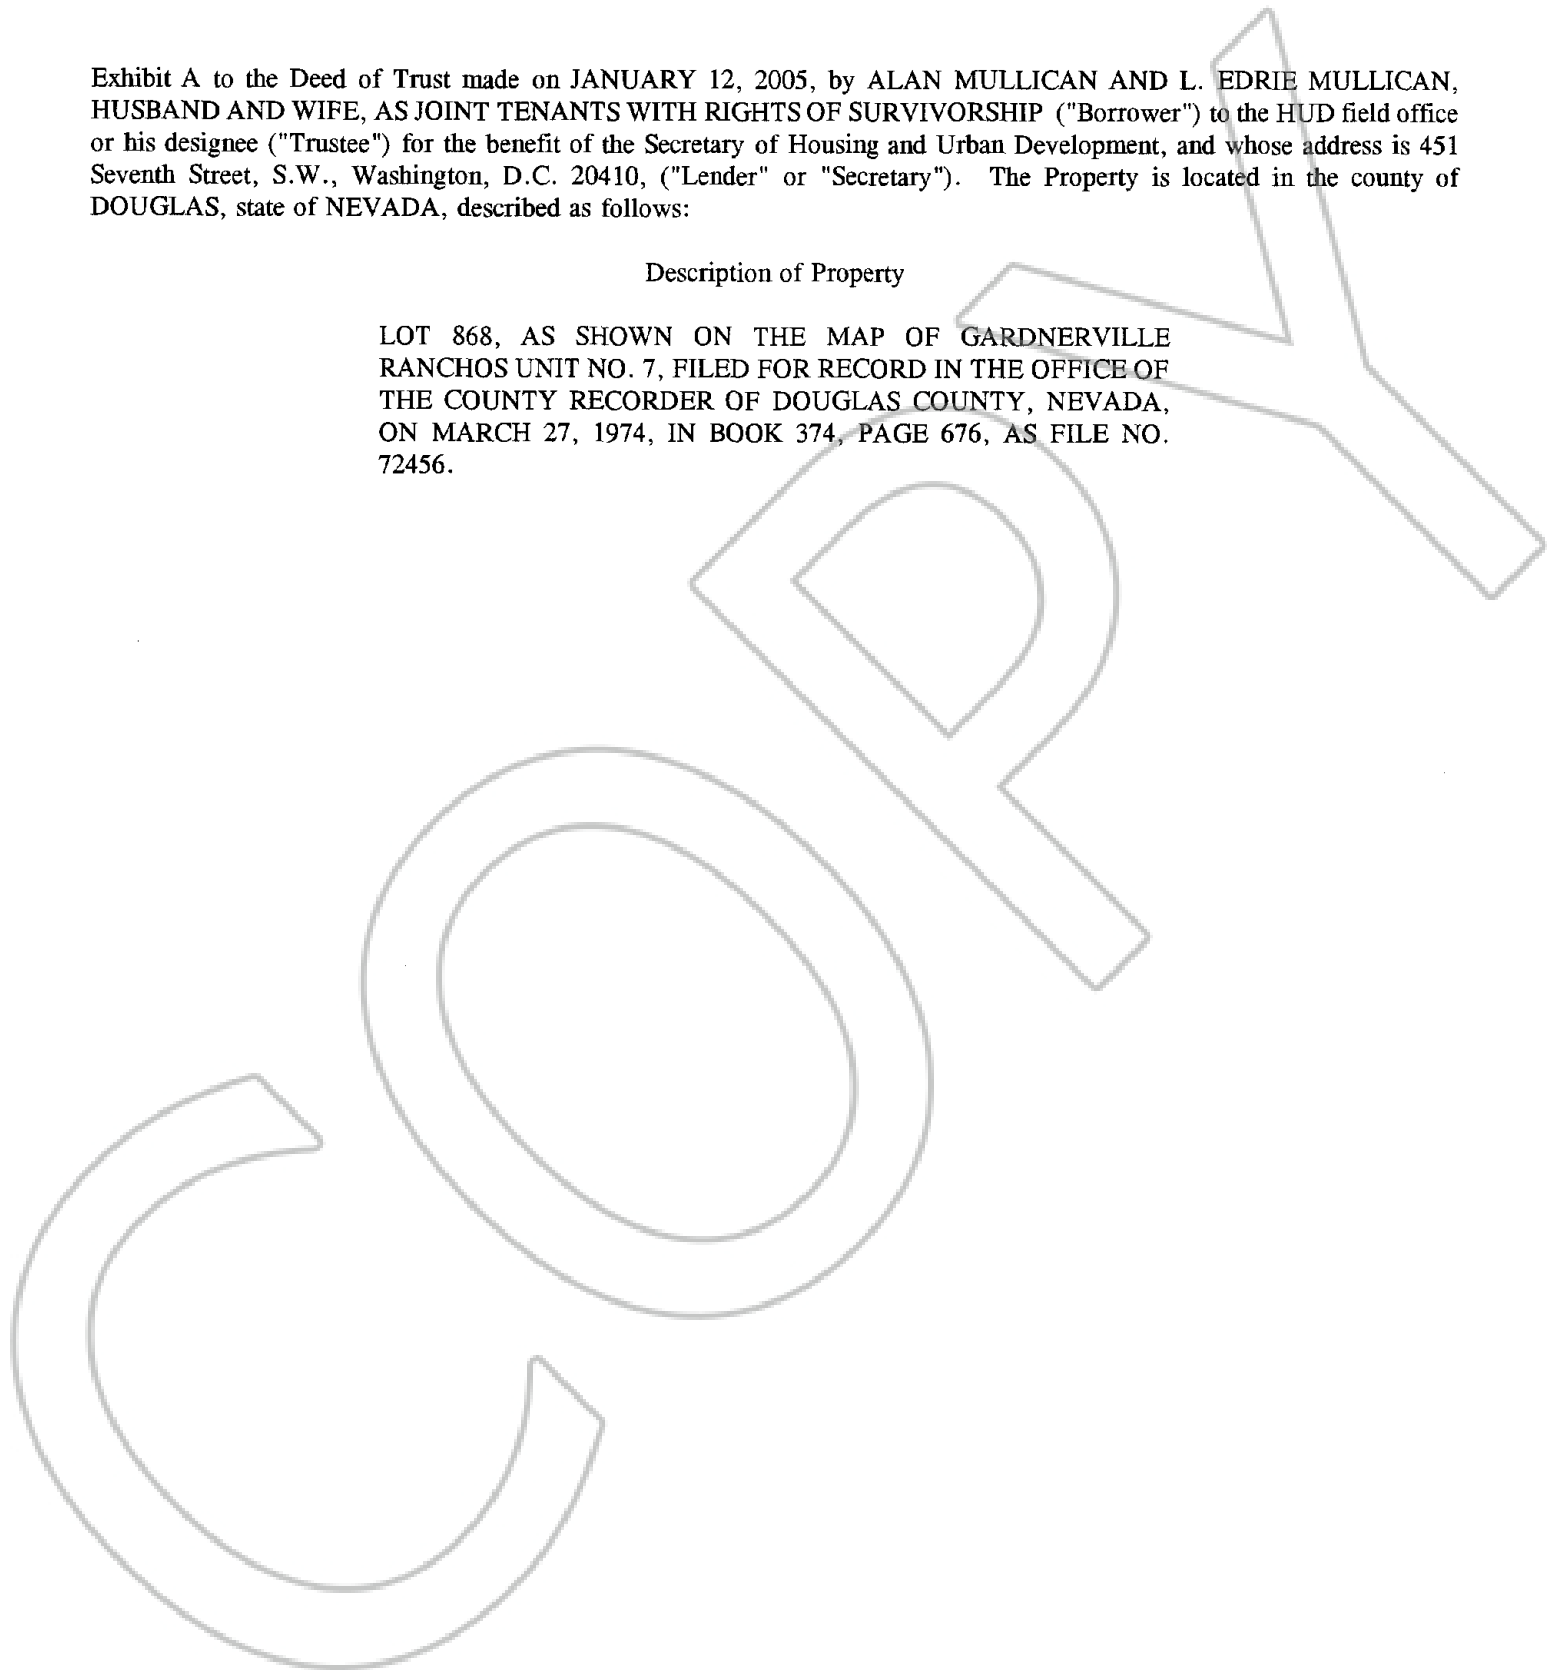 Exhibit A to the Deed of Trust made on JANUARY 12, 2005, by ALAN MULLICAN AND L. EDRIE MULLICAN,
HUSBAND AND WIFE, AS JOINT TENANTS WITH RIGHTS OF SURVIVORSHIP ("Borrower") to the HUD field office
or his designee ("Trustee") for the benefit of the Secretary of Housing and Urban Development, and whose address is 451
Seventh Street, S.W., Washington, D.C. 20410, ("Lender" or "Secretary"). The Property is located in the county of
DOUGLAS, state of NEVADA, described as follows:
Description of Property
LOT 868, AS SHOWN ON THE MAP OF GARDNERVILLE
RANCHOS UNIT NO. 7, FILED FOR RECORD IN THE OFFICE OF
THE COUNTY RECORDER OF DOUGLAS COUNTY, NEVADA,
ON MARCH 27, 1974, IN BOOK 374, PAGE 676, AS FILE NO.
72456.
COPY